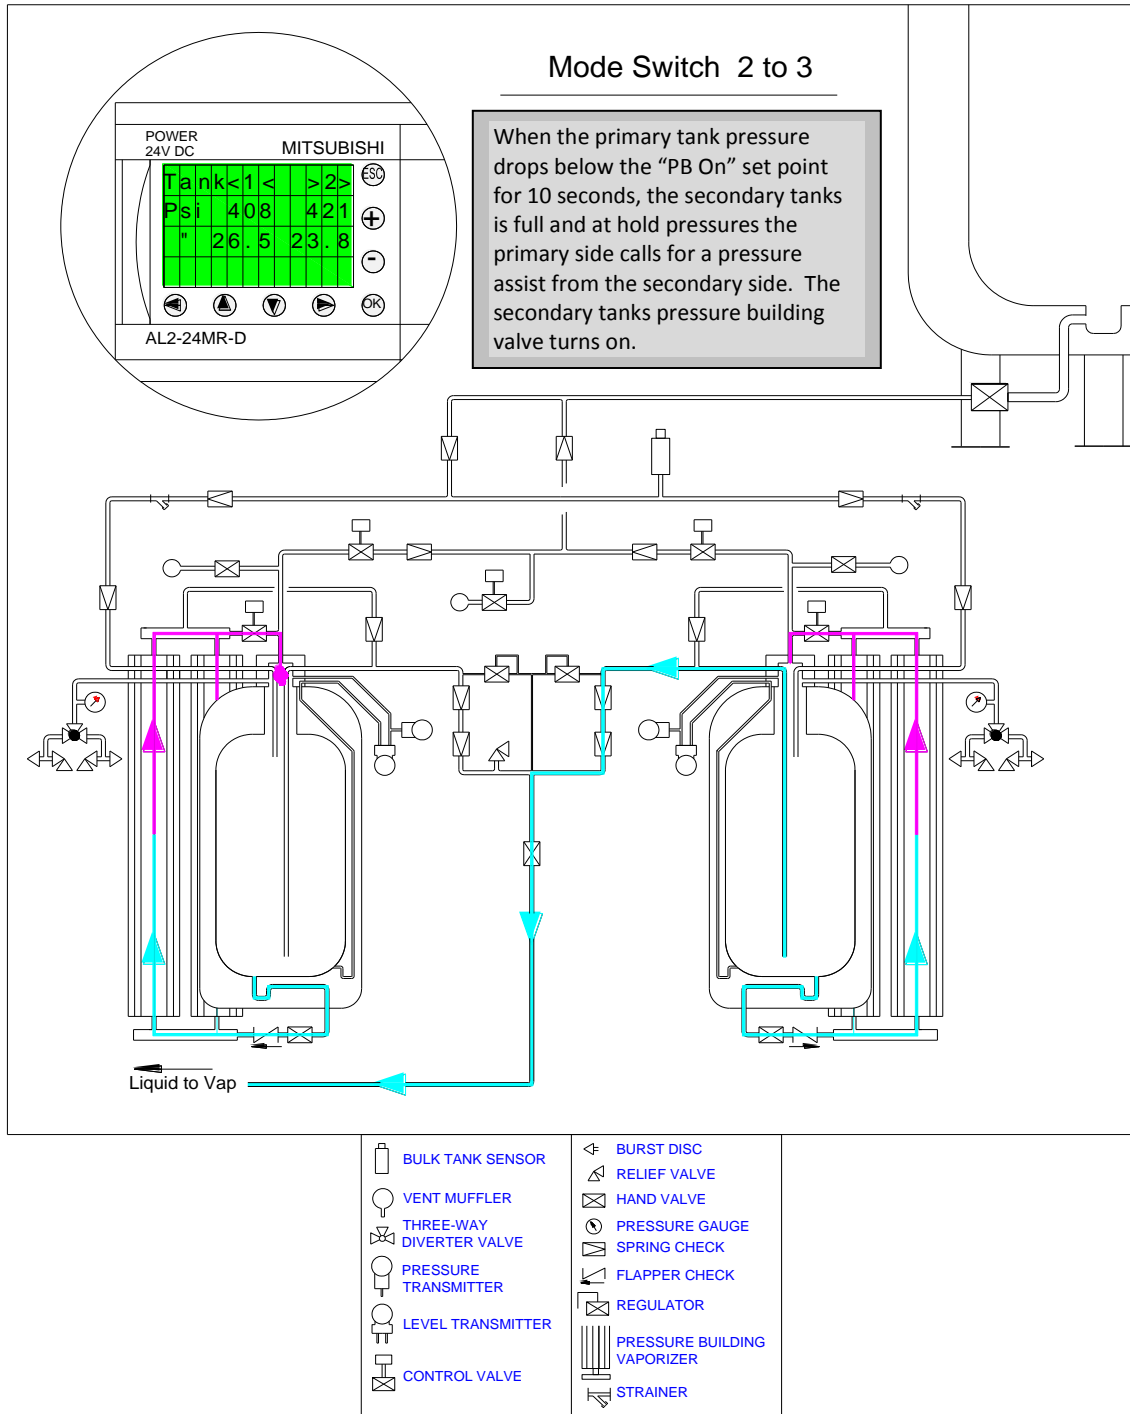 Mode Switch 2 to 3
POWER
24V DC
MITSUBISHI
Tank<1< >2>
Psi 408 421
" 26.5 23.8
ESC
+
-
OK
AL2-24MR-D
When the primary tank pressure
drops below the “PB On” set point
for 10 seconds, the secondary tanks
is full and at hold pressures the
primary side calls for a pressure
assist from the secondary side. The
secondary tanks pressure building
valve turns on.
Liquid to Vap
BULK TANK SENSOR
VENT MUFFLER
THREE-WAY
DIVERTER VALVE
PRESSURE
TRANSMITTER
LEVEL TRANSMITTER
CONTROL VALVE
BURST DISC
RELIEF VALVE
HAND VALVE
PRESSURE GAUGE
SPRING CHECK
FLAPPER CHECK
REGULATOR
PRESSURE BUILDING
VAPORIZER
STRAINER